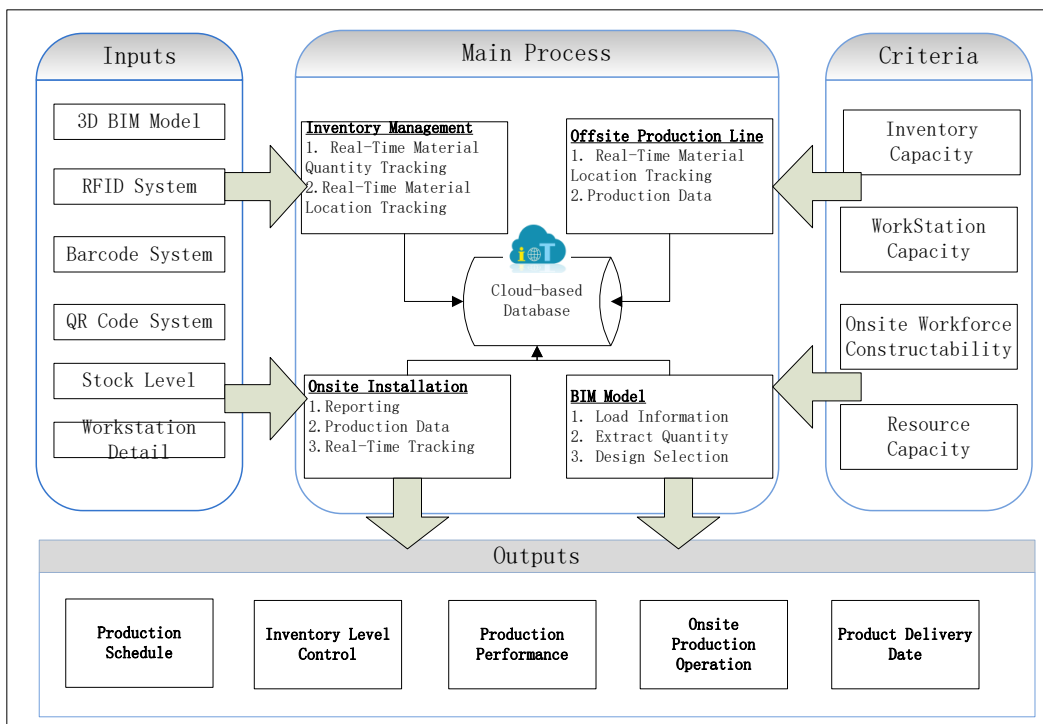 Inputs
3D BIM Model
RFID System
Barcode System
QR Code System
Stock Level
Workstation
Detail
Main Process
Inventory Management
1. Real-Time Material
Quantity Tracking
2.Real-Time Material
Location Tracking
Offsite Production Line
1. Real-Time Material
Location Tracking
2.Production Data
iOT
Cloud-based
Database
Onsite Installation
1.Reporting
2.Production Data
3.Real-Time Tracking
BIM Model
1. Load Information
2. Extract Quantity
3. Design Selection
Criteria
Inventory
Capacity
WorkStation
Capacity
Onsite Workforce
Constructability
Resource
Capacity
Outputs
Production
Schedule
Inventory Level
Control
Production
Performance
Onsite
Production
Operation
Product Delivery
Date